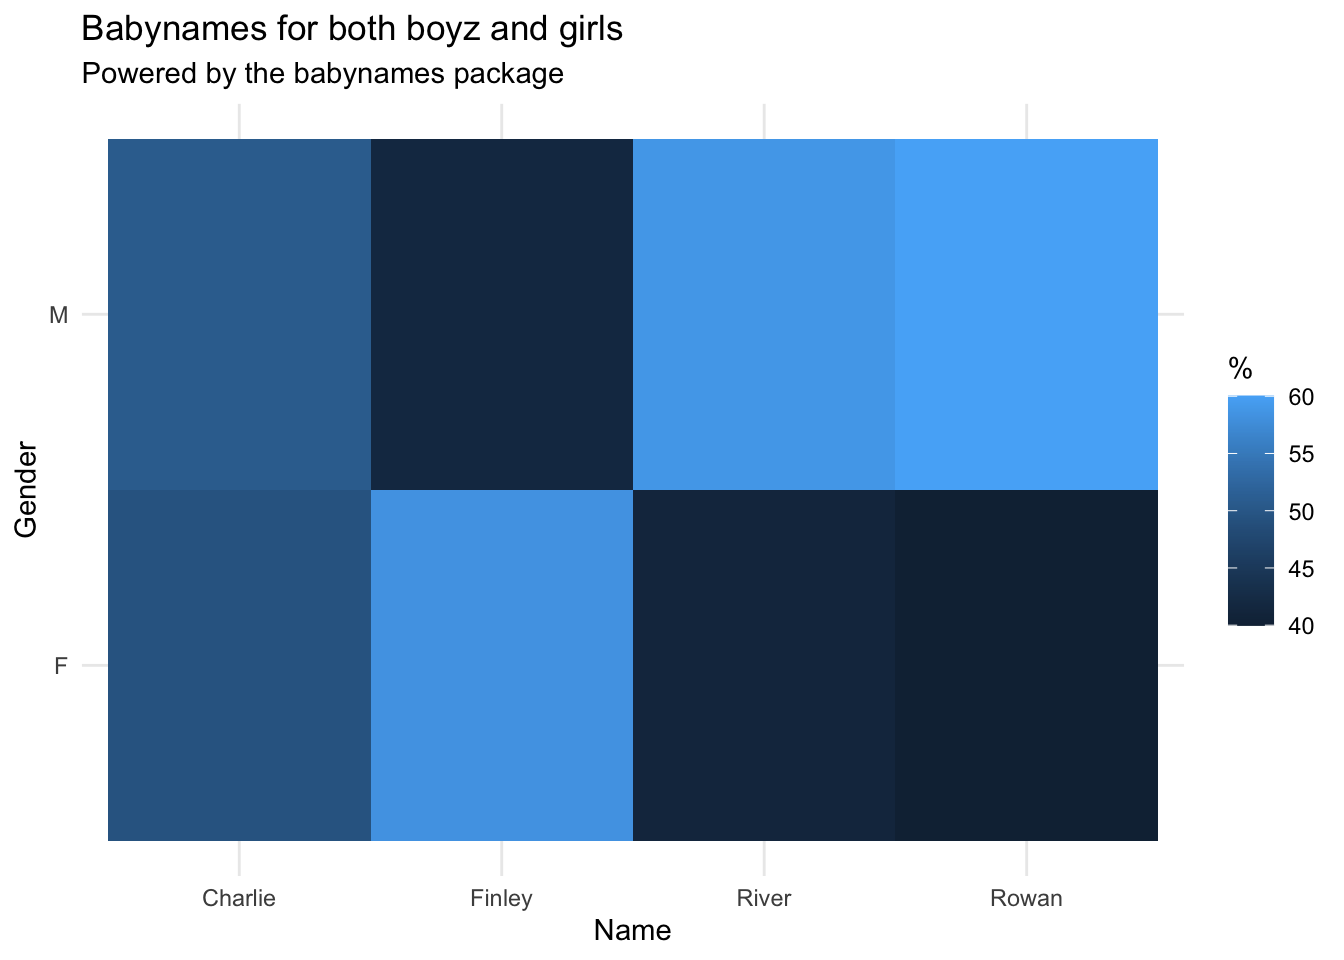 Babynames for both boyz and girls
Powered by the babynames package
M
F
Gender
Charlie
Finley
River
Rowan
Name
%
60
55
50
45
40